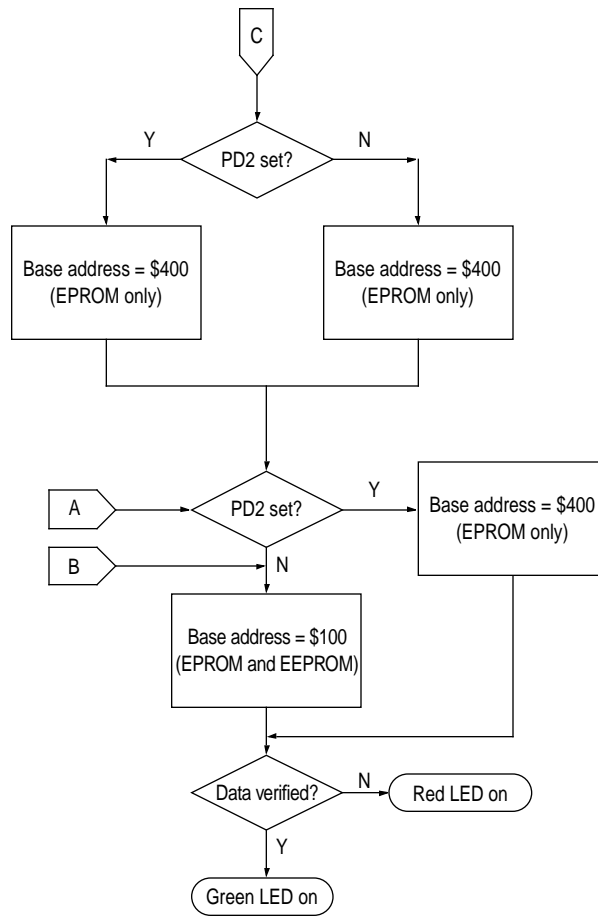 C
Y
N
PD2 set?
Base address = $400
(EPROM only)
Base address = $400
(EPROM only)
A
PD2 set?
Y
Base address = $400
(EPROM only)
B
N
Base address = $100
(EPROM and EEPROM)
Data verified?
N
Red LED on
Y
Green LED on